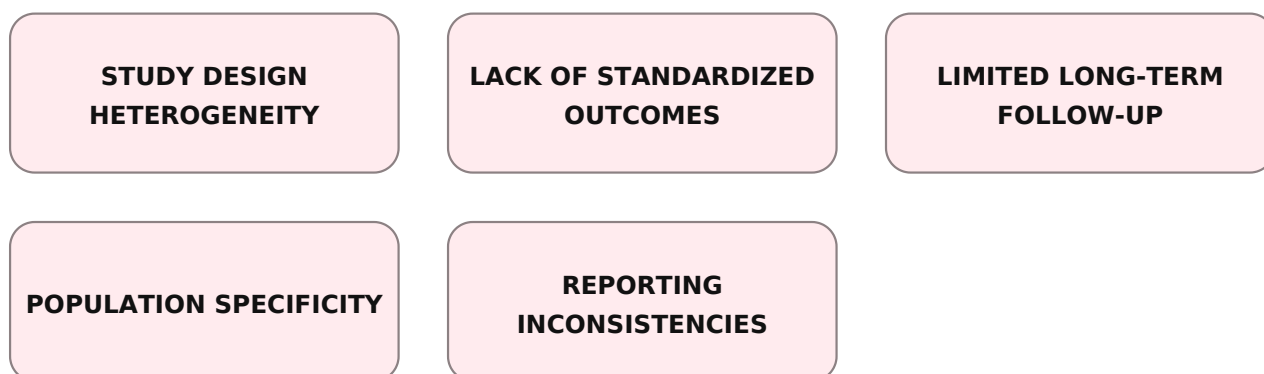 STUDY DESIGN
HETEROGENEITY
LACK OF STANDARDIZED
OUTCOMES
LIMITED LONG-TERM
FOLLOW-UP
POPULATION SPECIFICITY
REPORTING
INCONSISTENCIES